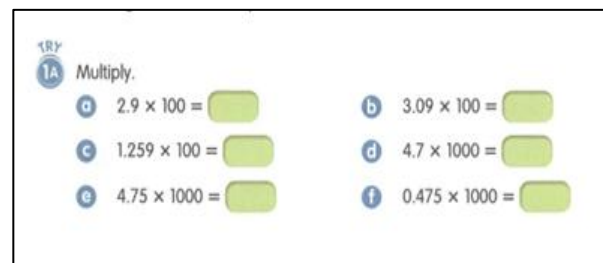 TRY
1A Multiply.
a 2.9 × 100 =
b 3.09 × 100 =
c 1.259 × 100 =
d 4.7 × 1000 =
e 4.75 × 1000 =
f 0.475 × 1000 =